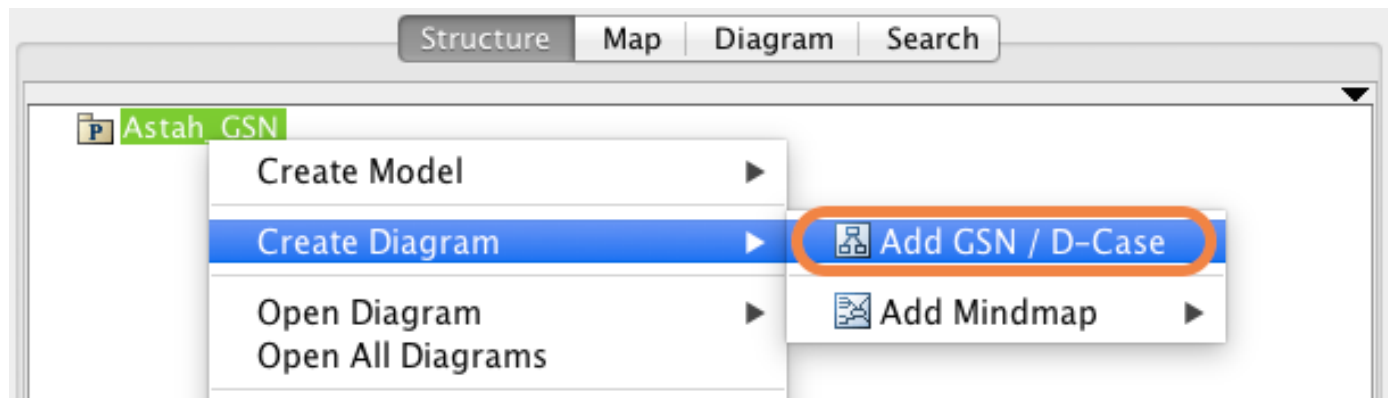 Structure Map Diagram Search
P Astah_GSN
Create Model
Create Diagram Add GSN / D-Case
Open Diagram Add Mindmap
Open All Diagrams